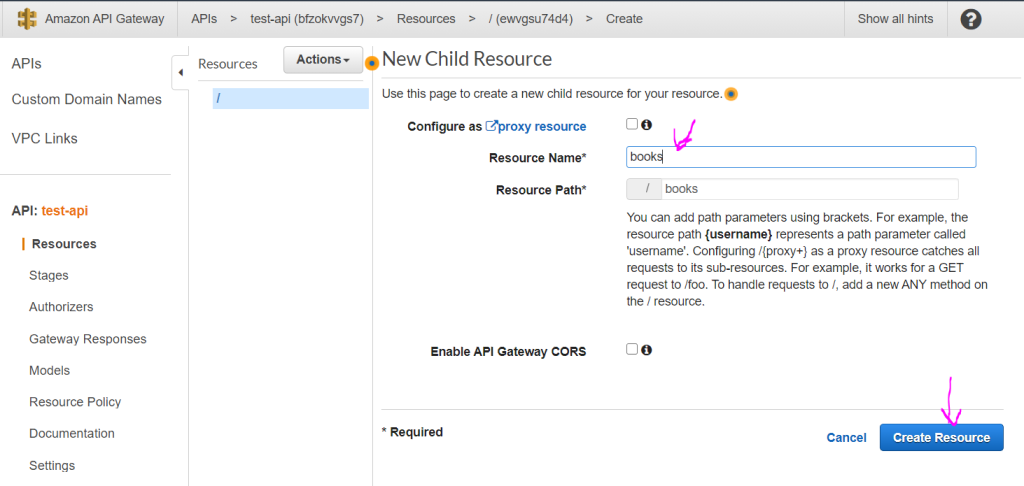 Amazon API Gateway APIs > test-api (bfzokvvgs7) > Resources > / (ewvgsu74d4) > Create Show all hints ?
APIs
Custom Domain Names
VPC Links
API: test-api
Resources
Stages
Authorizers
Gateway Responses
Models
Resource Policy
Documentation
Settings
Resources Actions
/
New Child Resource
Use this page to create a new child resource for your resource.
Configure as proxy resource
Resource Name* books
Resource Path* / books
You can add path parameters using brackets. For example, the
resource path {username} represents a path parameter called
'username'. Configuring /{proxy+} as a proxy resource catches all
requests to its sub-resources. For example, it works for a GET
request to /foo. To handle requests to /, add a new ANY method on
the / resource.
Enable API Gateway CORS
* Required
Cancel Create Resource